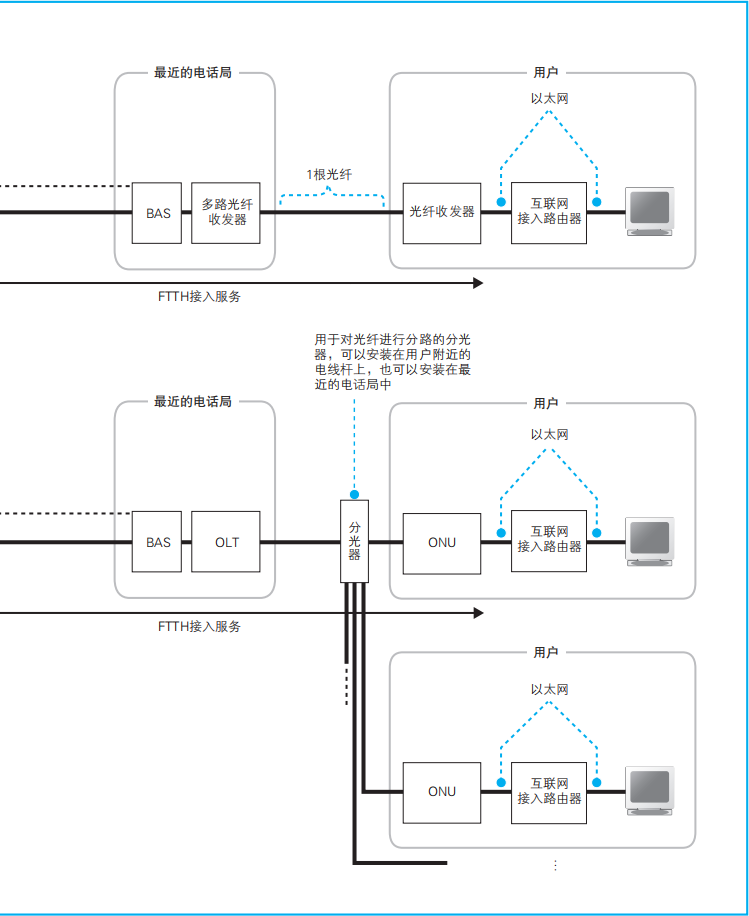 最近的电话局
用户
以太网
1根光纤
BAS
多路光纤
收发器
光纤收发器
互联网
接入路由器
FTTH接入服务
用于对光纤进行分路的分光
器，可以安装在用户附近的
电线杆上，也可以安装在最
近的电话局中
最近的电话局
用户
以太网
BAS
OLT
分
光
器
ONU
互联网
接入路由器
FTTH接入服务
用户
以太网
ONU
互联网
接入路由器
⋮